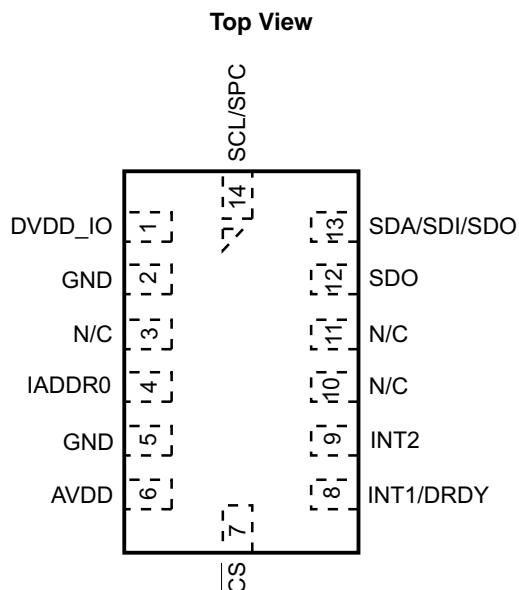 Top View
SCL/SPC
14
DVDD_IO 1
13 SDA/SDI/SDO
GND 2
12 SDO
N/C 3
11 N/C
IADDR0 4
10 N/C
GND 5
9 INT2
AVDD 6
8 INT1/DRDY
7
CS